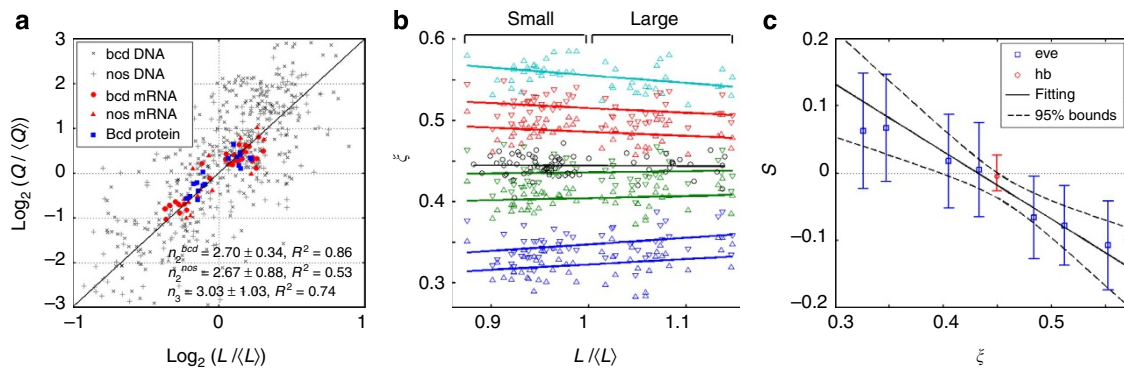 a
Log2 (Q / ⟨Q⟩)
3
2
1
0
−1
−2
−3
bcd DNA
nos DNA
bcd mRNA
nos mRNA
Bcd protein
n2^bcd = 2.70 ± 0.34, R² = 0.86
n2^nos = 2.67 ± 0.88, R² = 0.53
n3 = 3.03 ± 1.03, R² = 0.74
−1
0
1
Log2 (L /⟨L⟩)
b
Small
Large
ξ
0.6
0.5
0.4
0.3
0.9
1
1.1
L /⟨L⟩
c
S
0.2
0.1
0
−0.1
−0.2
eve
hb
Fitting
95% bounds
0.3
0.4
0.5
ξ